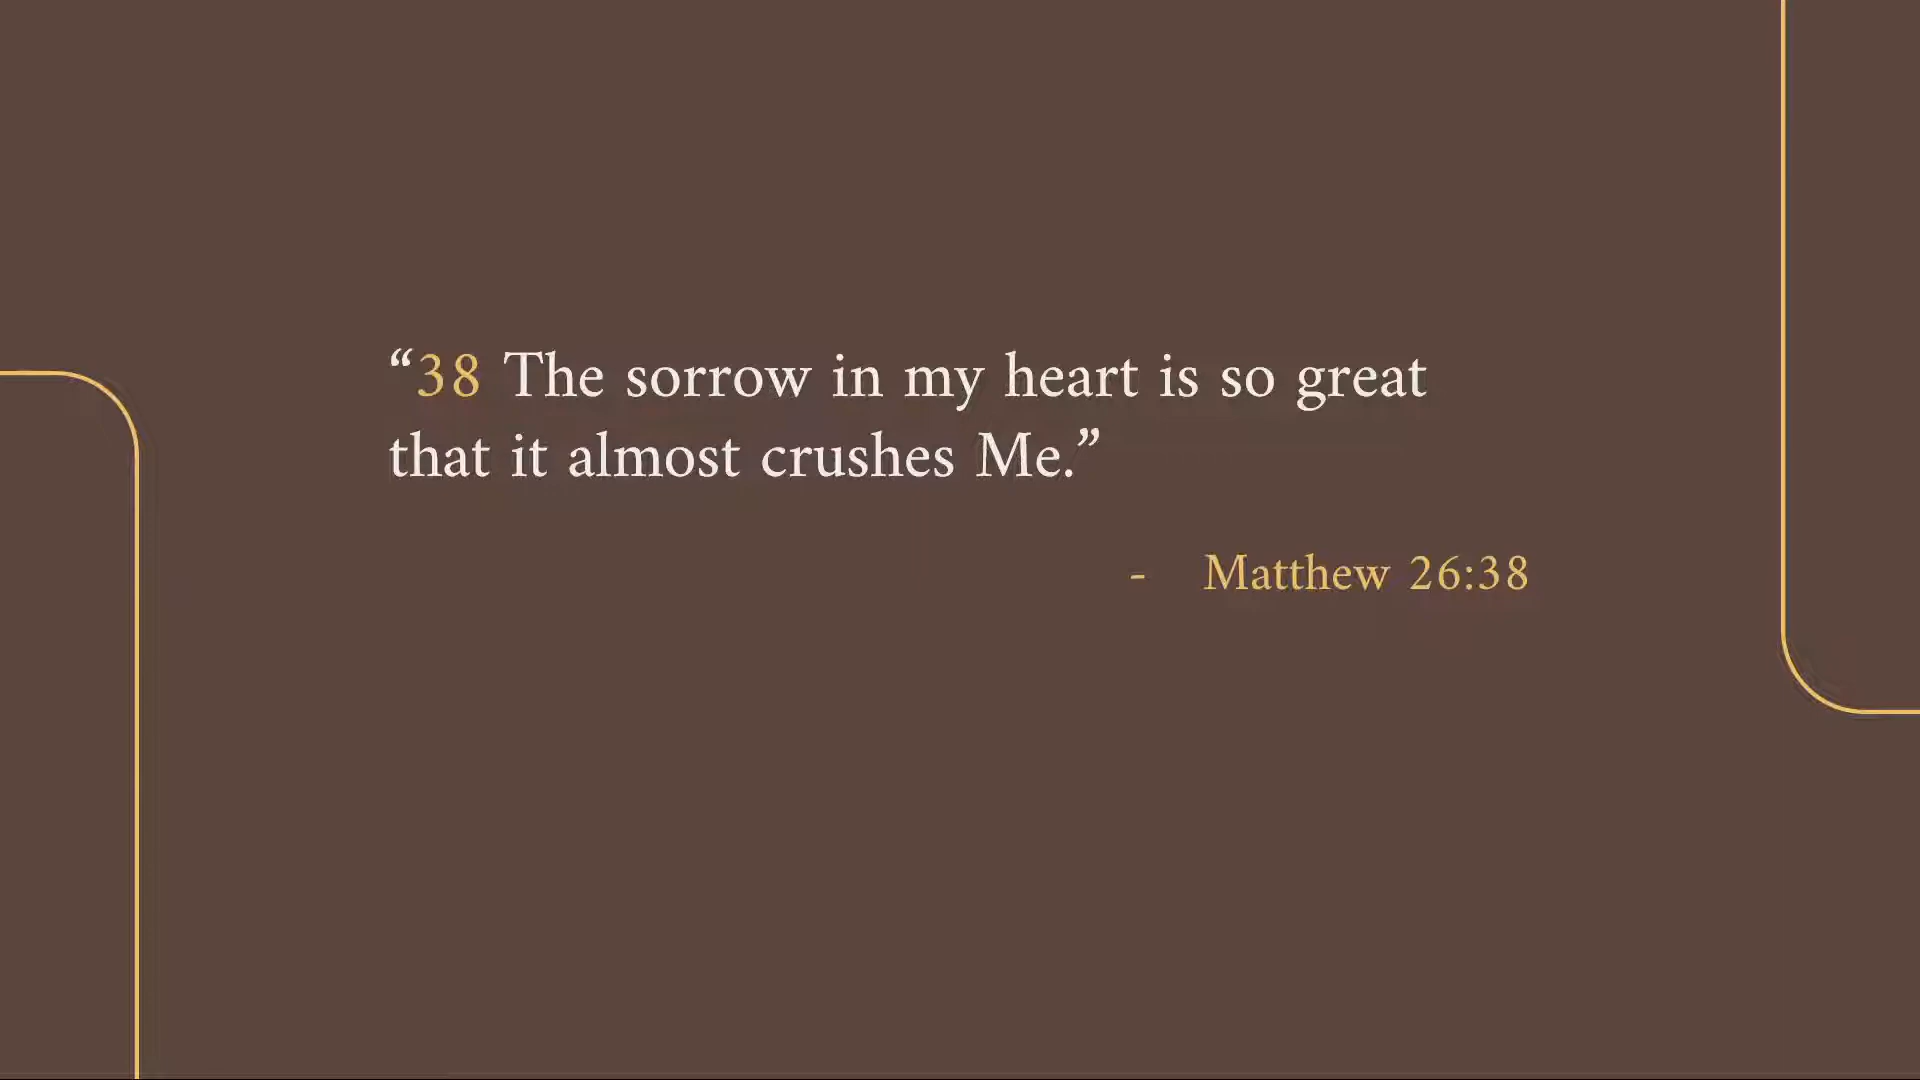 “38 The sorrow in my heart is so great
that it almost crushes Me.”
- Matthew 26:38